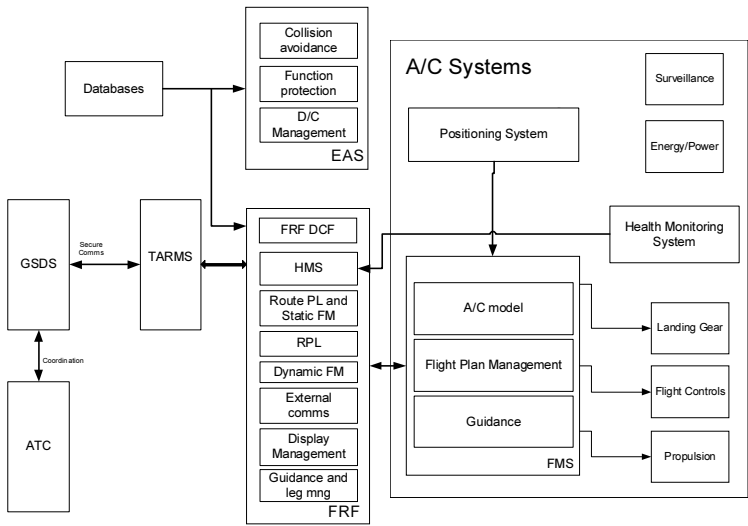 Collision
avoidance
Function
protection
D/C
Management
EAS
Databases
A/C Systems
Surveillance
Energy/Power
Positioning System
Health Monitoring
System
GSDS
Secure
Comms
TARMS
Coordination
ATC
FRF DCF
HMS
Route PL and
Static FM
RPL
Dynamic FM
External
comms
Display
Management
Guidance and
leg mng
FRF
A/C model
Flight Plan Management
Guidance
FMS
Landing Gear
Flight Controls
Propulsion